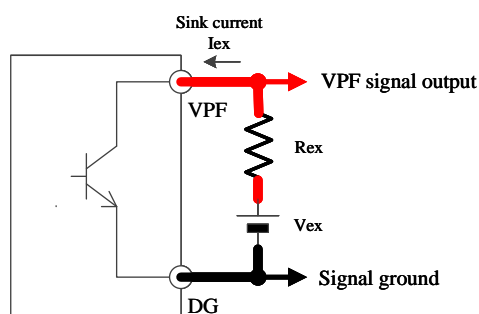 Sink current
Iex
VPF signal output
VPF
Rex
Vex
Signal ground
DG